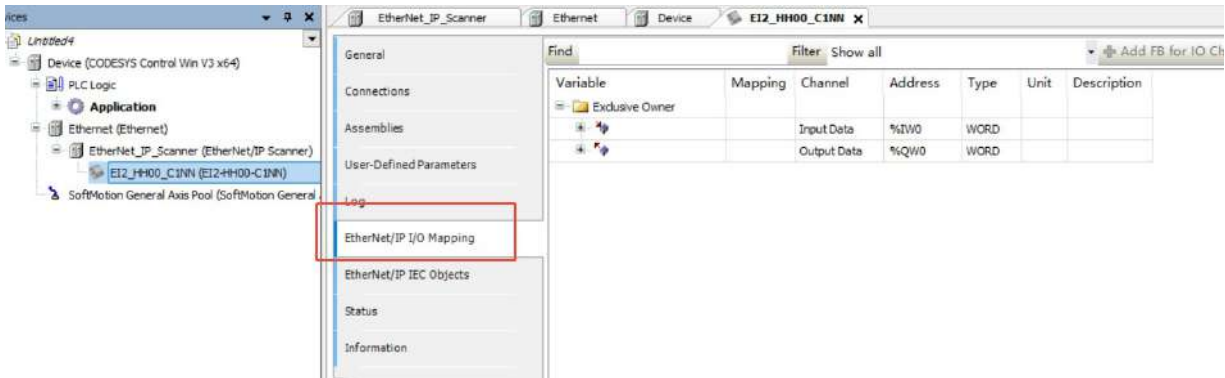 vices
Untitled4
Device (CODESYS Control Win V3 x64)
PLC Logic
Application
Ethernet (Ethernet)
EtherNet_IP_Scanner (EtherNet/IP Scanner)
EI2_HH00_C1NN (EI2-HH00-C1NN)
SoftMotion General Axis Pool (SoftMotion General
EtherNet_IP_Scanner Ethernet Device EI2_HH00_C1NN
General
Connections
Assemblies
User-Defined Parameters
Log
EtherNet/IP I/O Mapping
EtherNet/IP IEC Objects
Status
Information
Find Filter Show all Add FB for IO Ch
Variable Mapping Channel Address Type Unit Description
Exclusive Owner
Input Data %IW0 WORD
Output Data %QW0 WORD